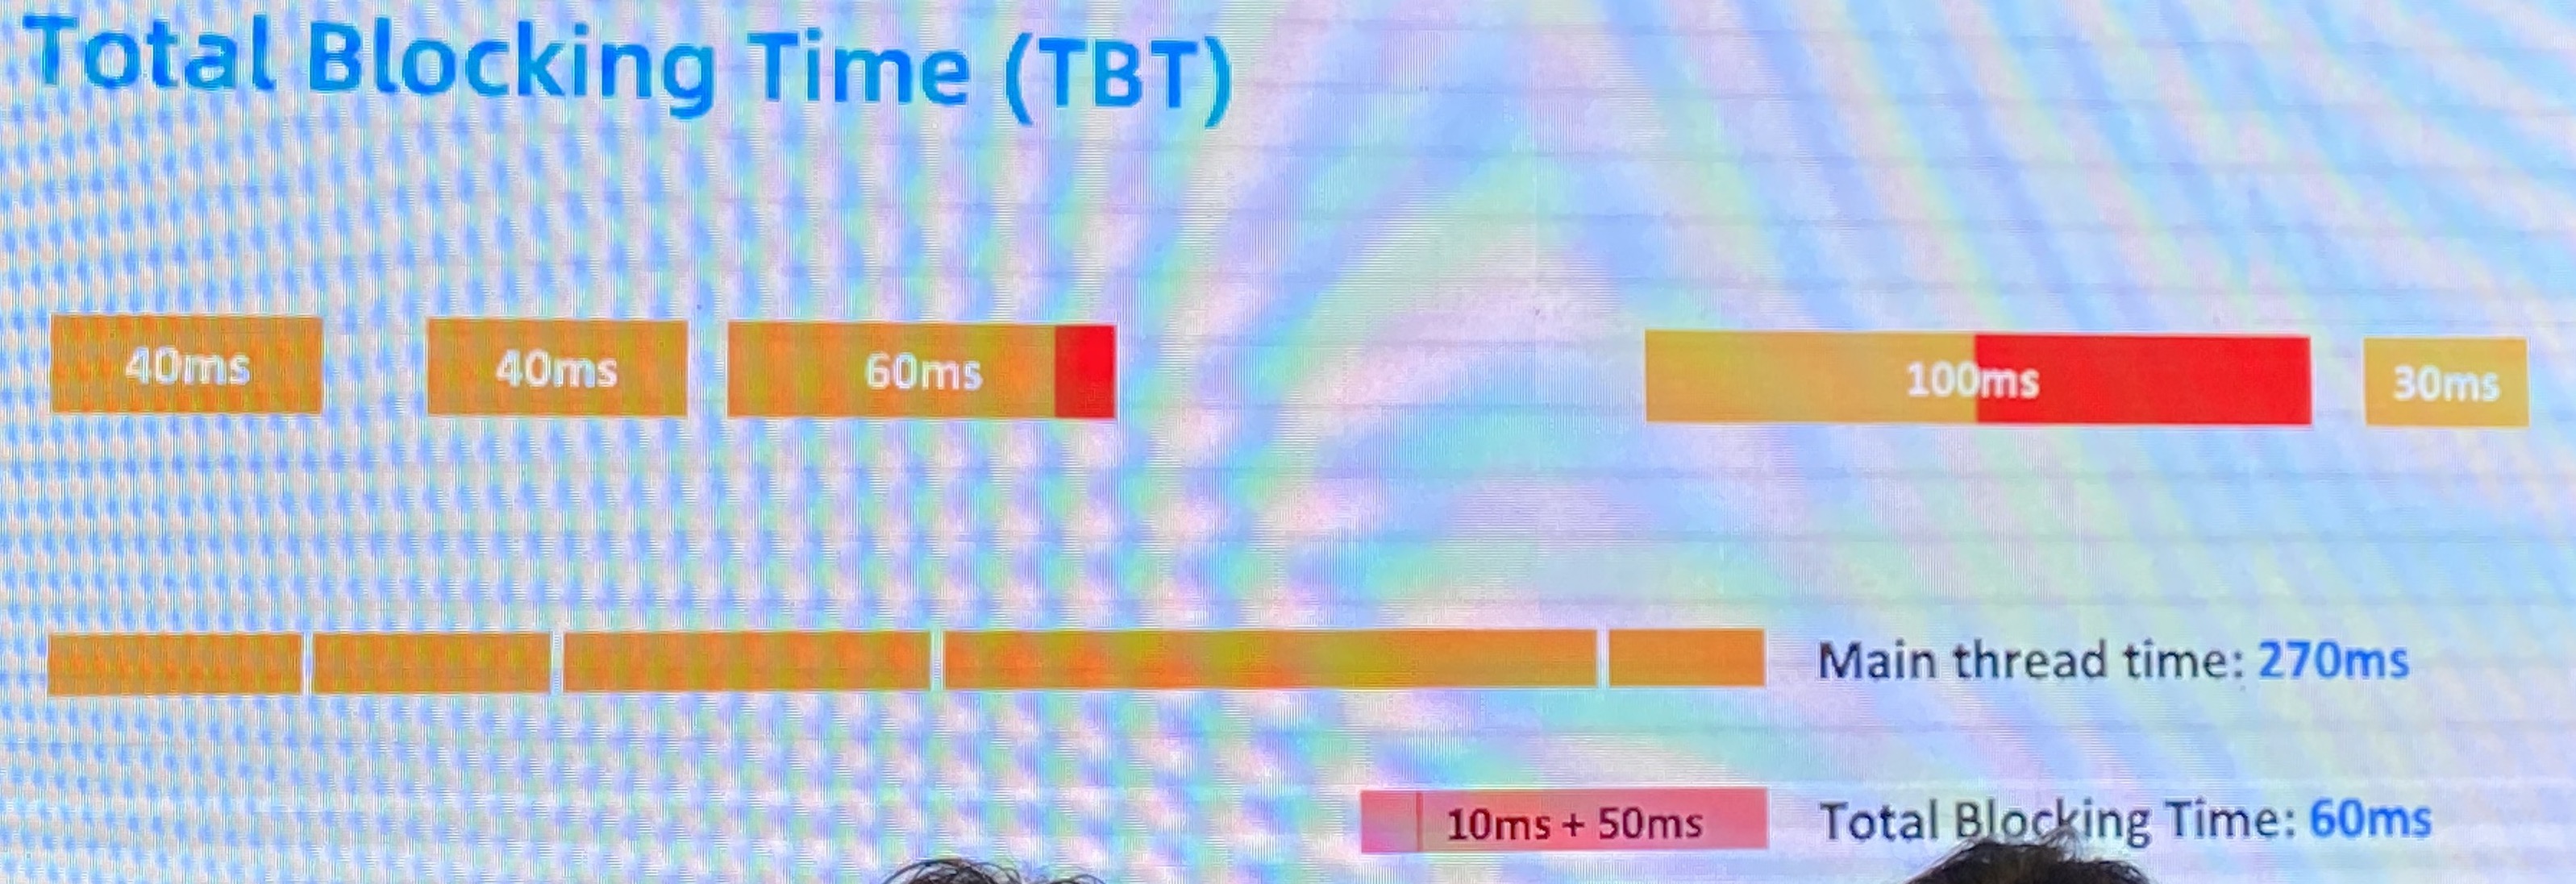 Total Blocking Time (TBT)
40ms
40ms
60ms
100ms
30ms
Main thread time: 270ms
10ms + 50ms
Total Blocking Time: 60ms